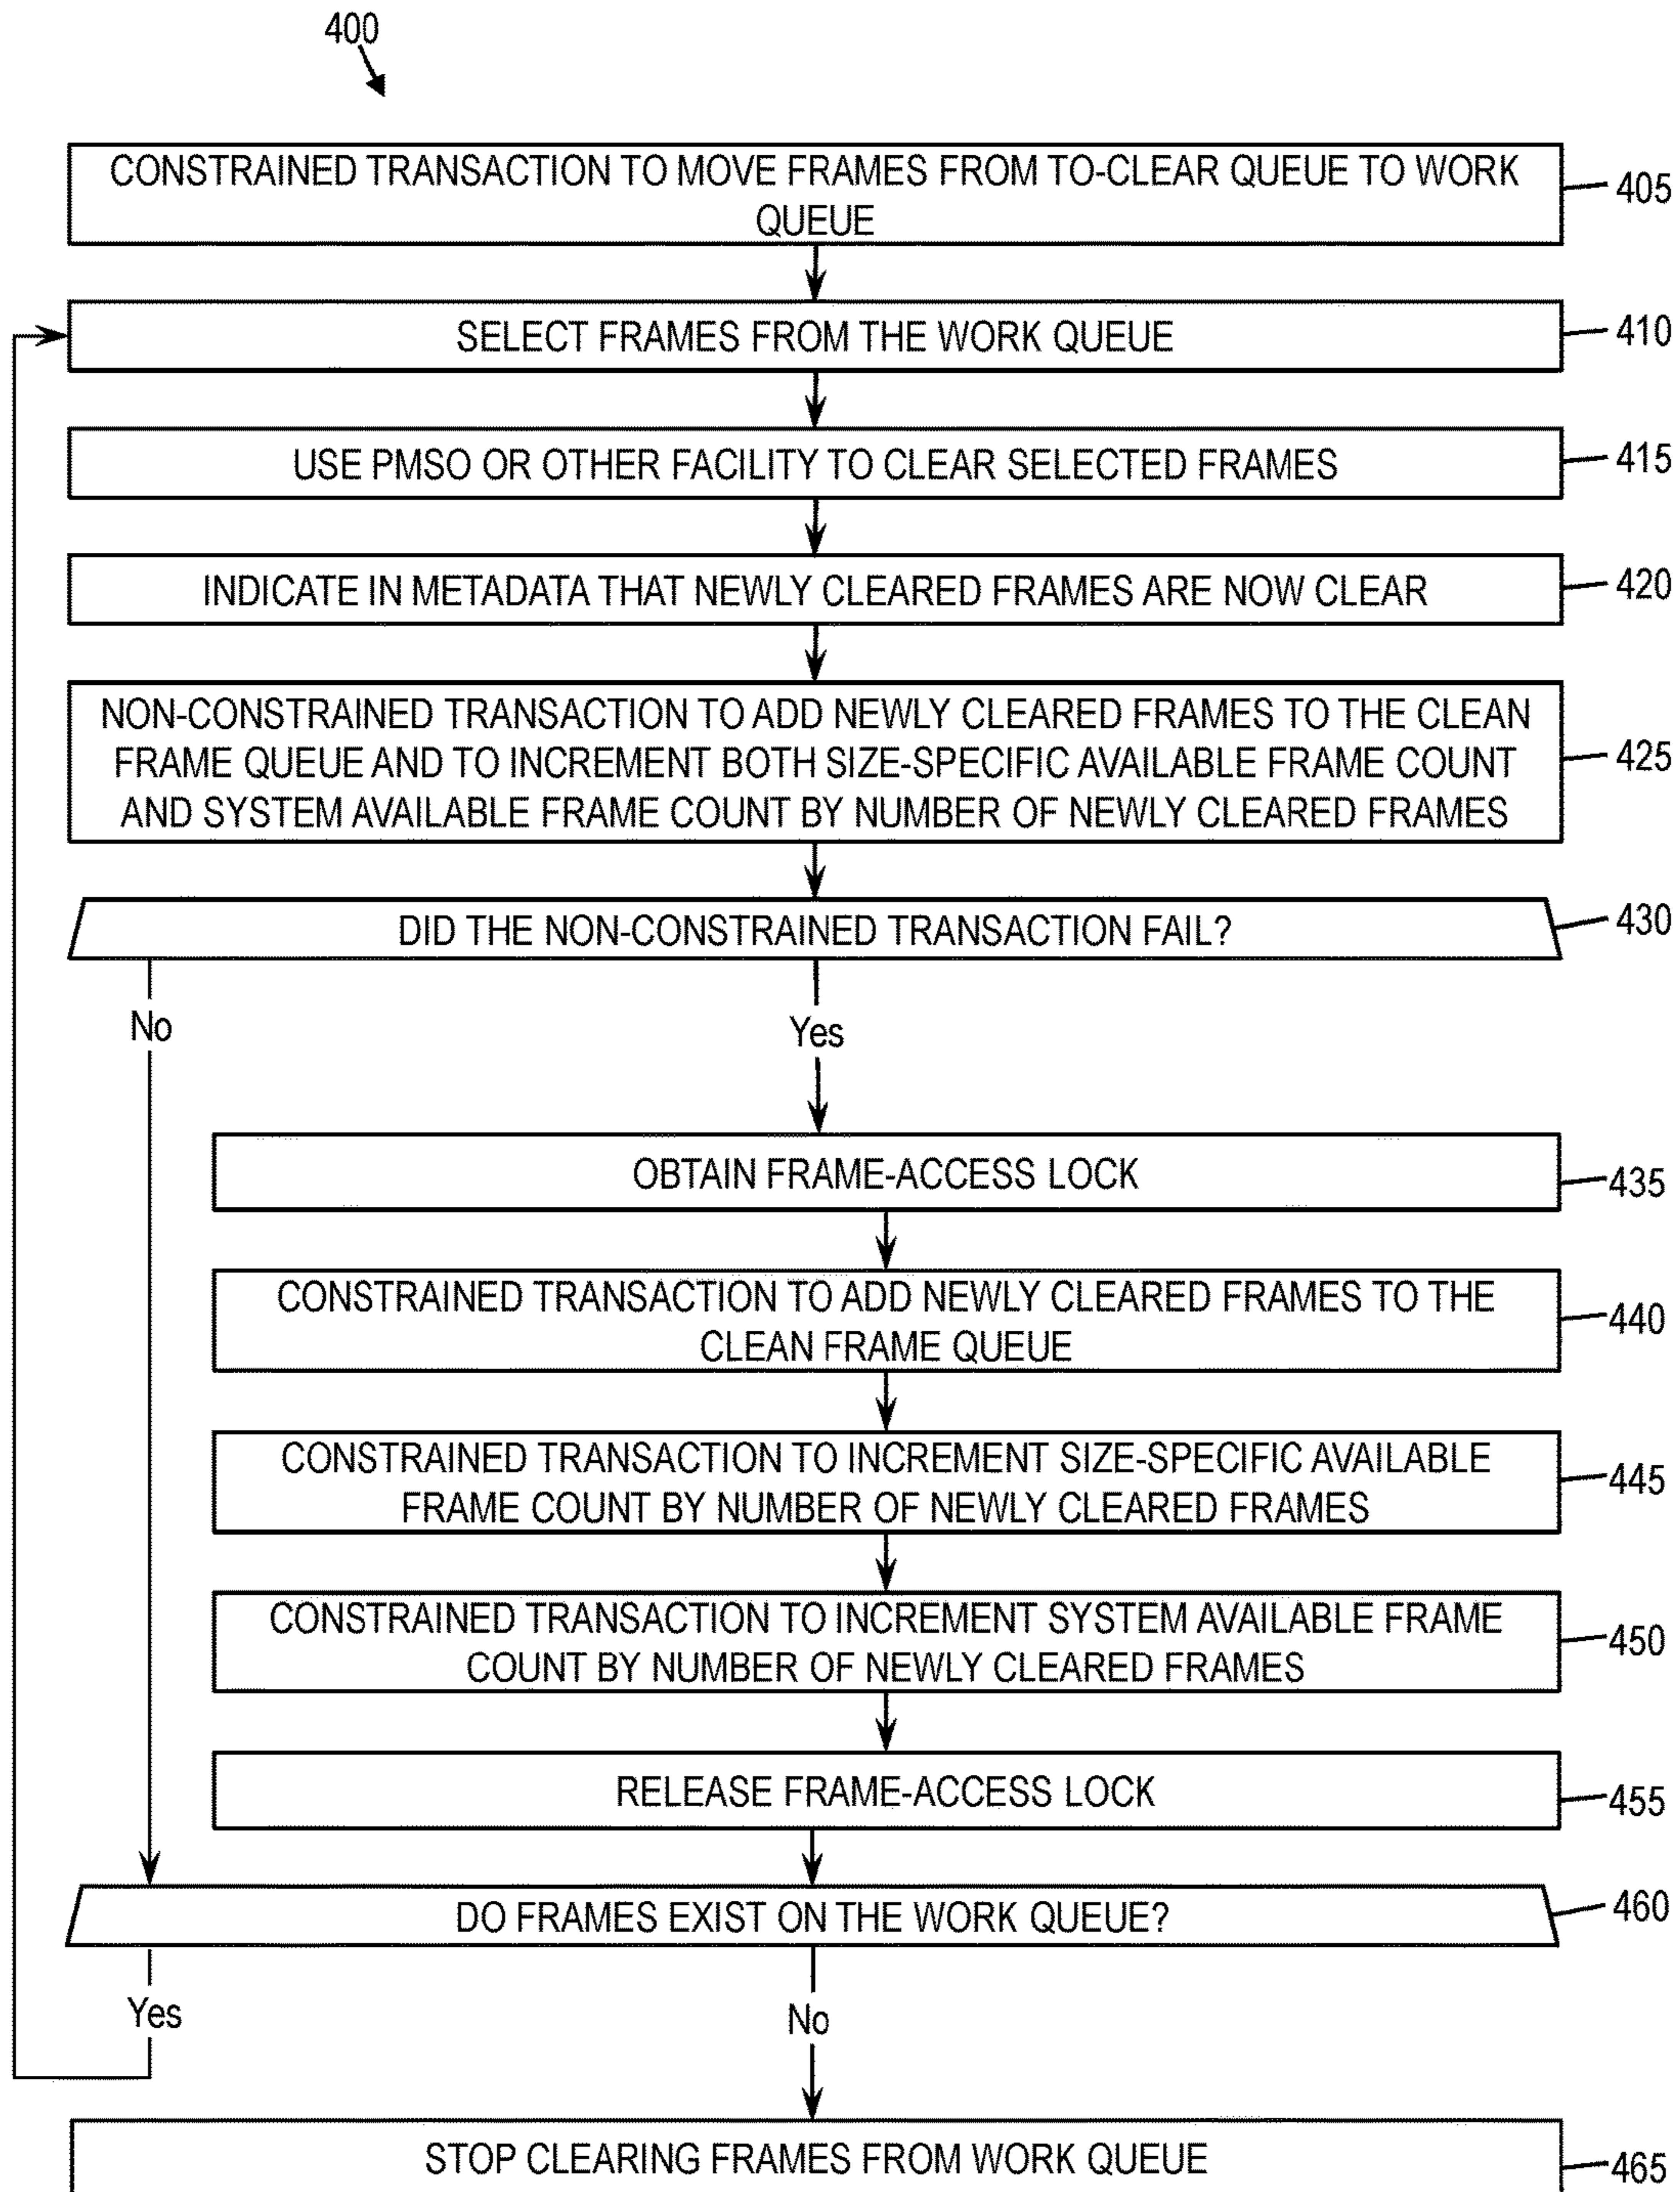 400
CONSTRAINED TRANSACTION TO MOVE FRAMES FROM TO-CLEAR QUEUE TO WORK
QUEUE
405
SELECT FRAMES FROM THE WORK QUEUE
410
USE PMSO OR OTHER FACILITY TO CLEAR SELECTED FRAMES
415
INDICATE IN METADATA THAT NEWLY CLEARED FRAMES ARE NOW CLEAR
420
NON-CONSTRAINED TRANSACTION TO ADD NEWLY CLEARED FRAMES TO THE CLEAN
FRAME QUEUE AND TO INCREMENT BOTH SIZE-SPECIFIC AVAILABLE FRAME COUNT
AND SYSTEM AVAILABLE FRAME COUNT BY NUMBER OF NEWLY CLEARED FRAMES
425
DID THE NON-CONSTRAINED TRANSACTION FAIL?
430
No
Yes
OBTAIN FRAME-ACCESS LOCK
435
CONSTRAINED TRANSACTION TO ADD NEWLY CLEARED FRAMES TO THE
CLEAN FRAME QUEUE
440
CONSTRAINED TRANSACTION TO INCREMENT SIZE-SPECIFIC AVAILABLE
FRAME COUNT BY NUMBER OF NEWLY CLEARED FRAMES
445
CONSTRAINED TRANSACTION TO INCREMENT SYSTEM AVAILABLE FRAME
COUNT BY NUMBER OF NEWLY CLEARED FRAMES
450
RELEASE FRAME-ACCESS LOCK
455
DO FRAMES EXIST ON THE WORK QUEUE?
460
Yes
No
STOP CLEARING FRAMES FROM WORK QUEUE
465